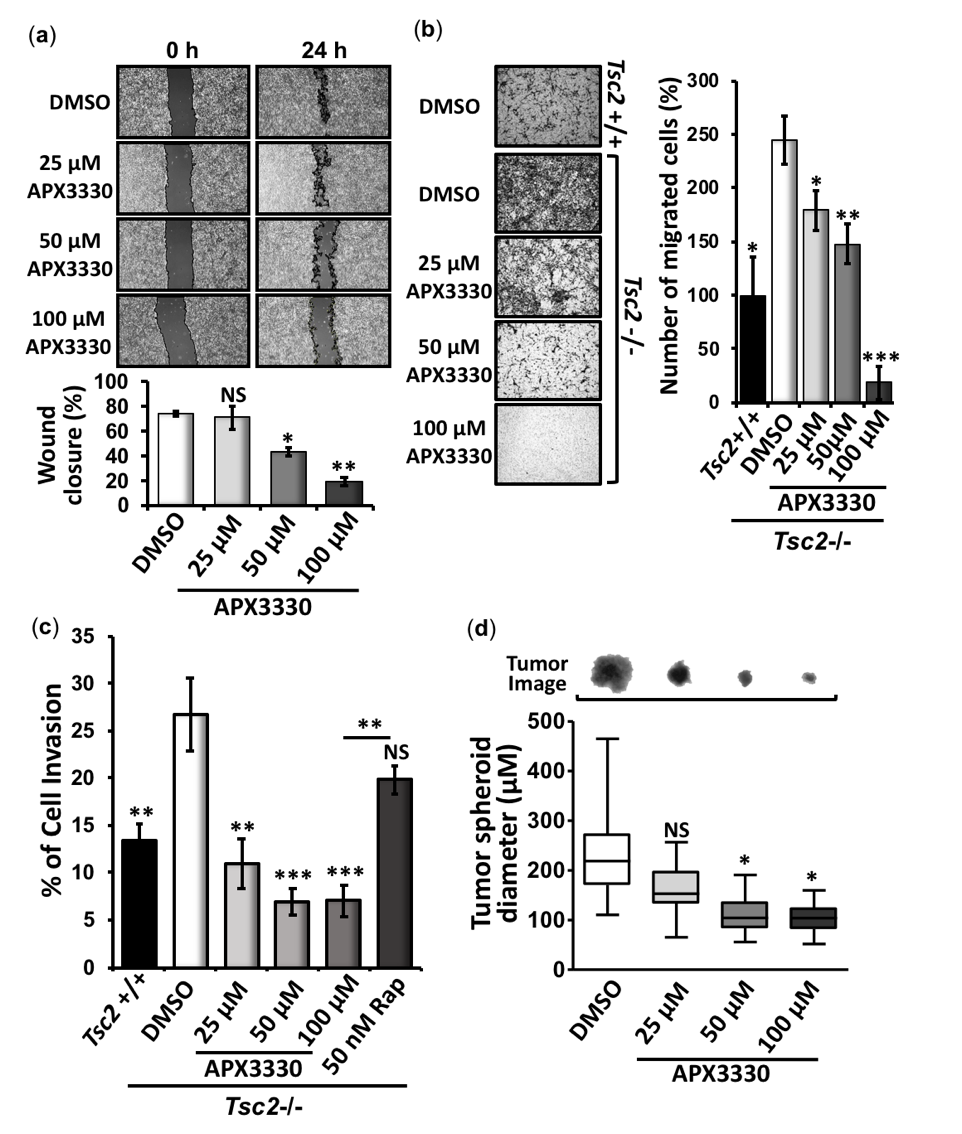 (a)
0 h
24 h
DMSO
25 µM
APX3330
50 µM
APX3330
100 µM
APX3330
Wound
closure (%)
100
80
60
40
20
0
NS
*
**
DMSO
25 µM
50 µM
100 µM
APX3330
(b)
DMSO
Tsc2 +/+
DMSO
25 µM
APX3330
50 µM
APX3330
100 µM
APX3330
Tsc2 -/-
Number of migrated cells (%)
300
250
200
150
100
50
0
*
*
**
***
Tsc2+/+
DMSO
25 µM
50µM
100 µM
APX3330
Tsc2-/-
(c)
% of Cell Invasion
35
30
25
20
15
10
5
0
**
**
***
***
**
NS
Tsc2 +/+
DMSO
25 µM
50 µM
100 µM
50 nM Rap
APX3330
Tsc2-/-
(d)
Tumor
Image
Tumor spheroid
diameter (µM)
500
400
300
200
100
0
NS
*
*
DMSO
25 µM
50 µM
100 µM
APX3330